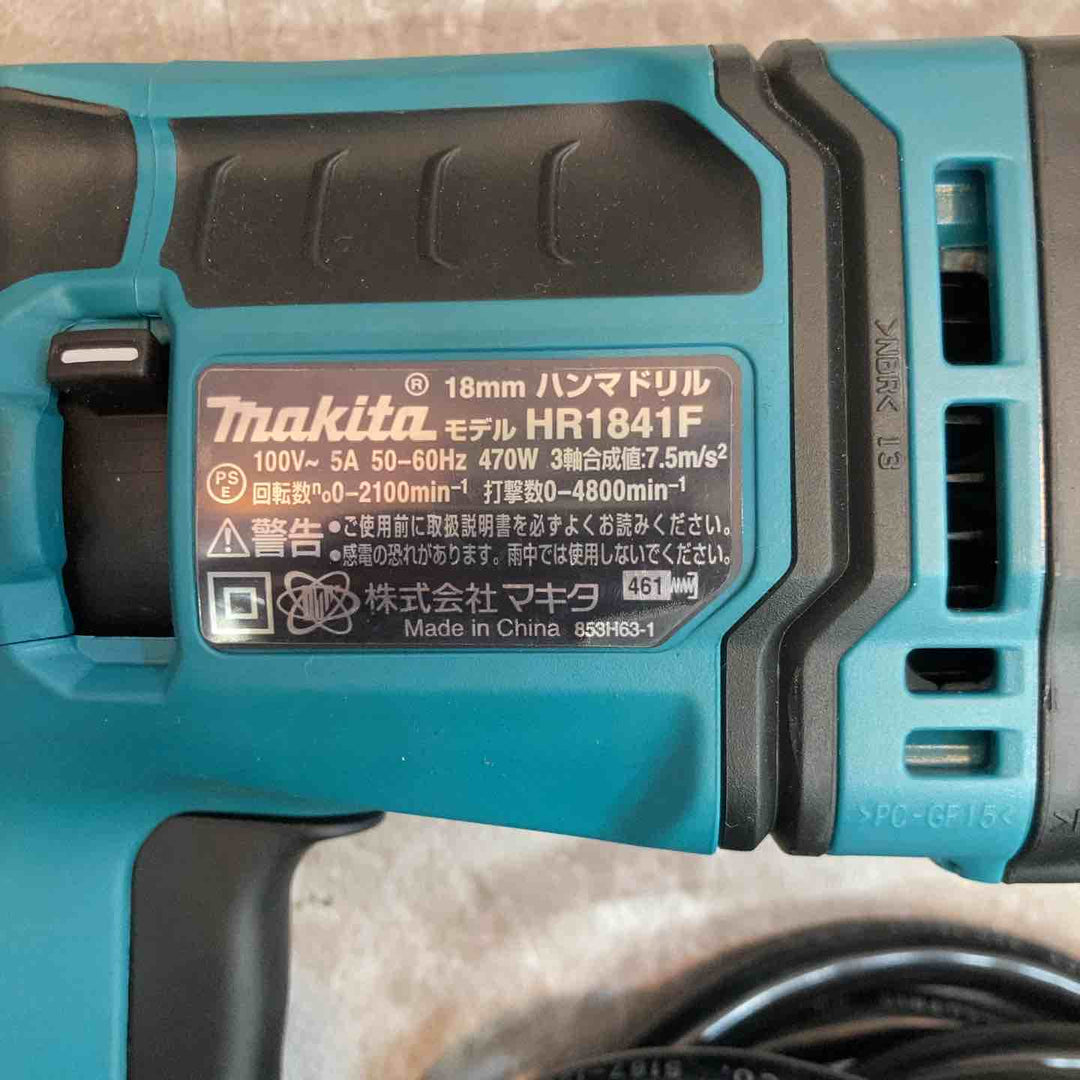 makita® 18mm ハンマドリル
モデル HR1841F
100V~ 5A 50-60Hz 470W 3軸合成値:7.5m/s²
PS E 回転数 no0-2100min⁻¹ 打撃数0-4800min⁻¹
警告 •ご使用前に取扱説明書を必ずよくお読みください。
•感電の恐れがあります。雨中では使用しないでください。
株式会社 マキタ 461
Made in China 853H63-1
>NBR< 13
>PC-GF15<